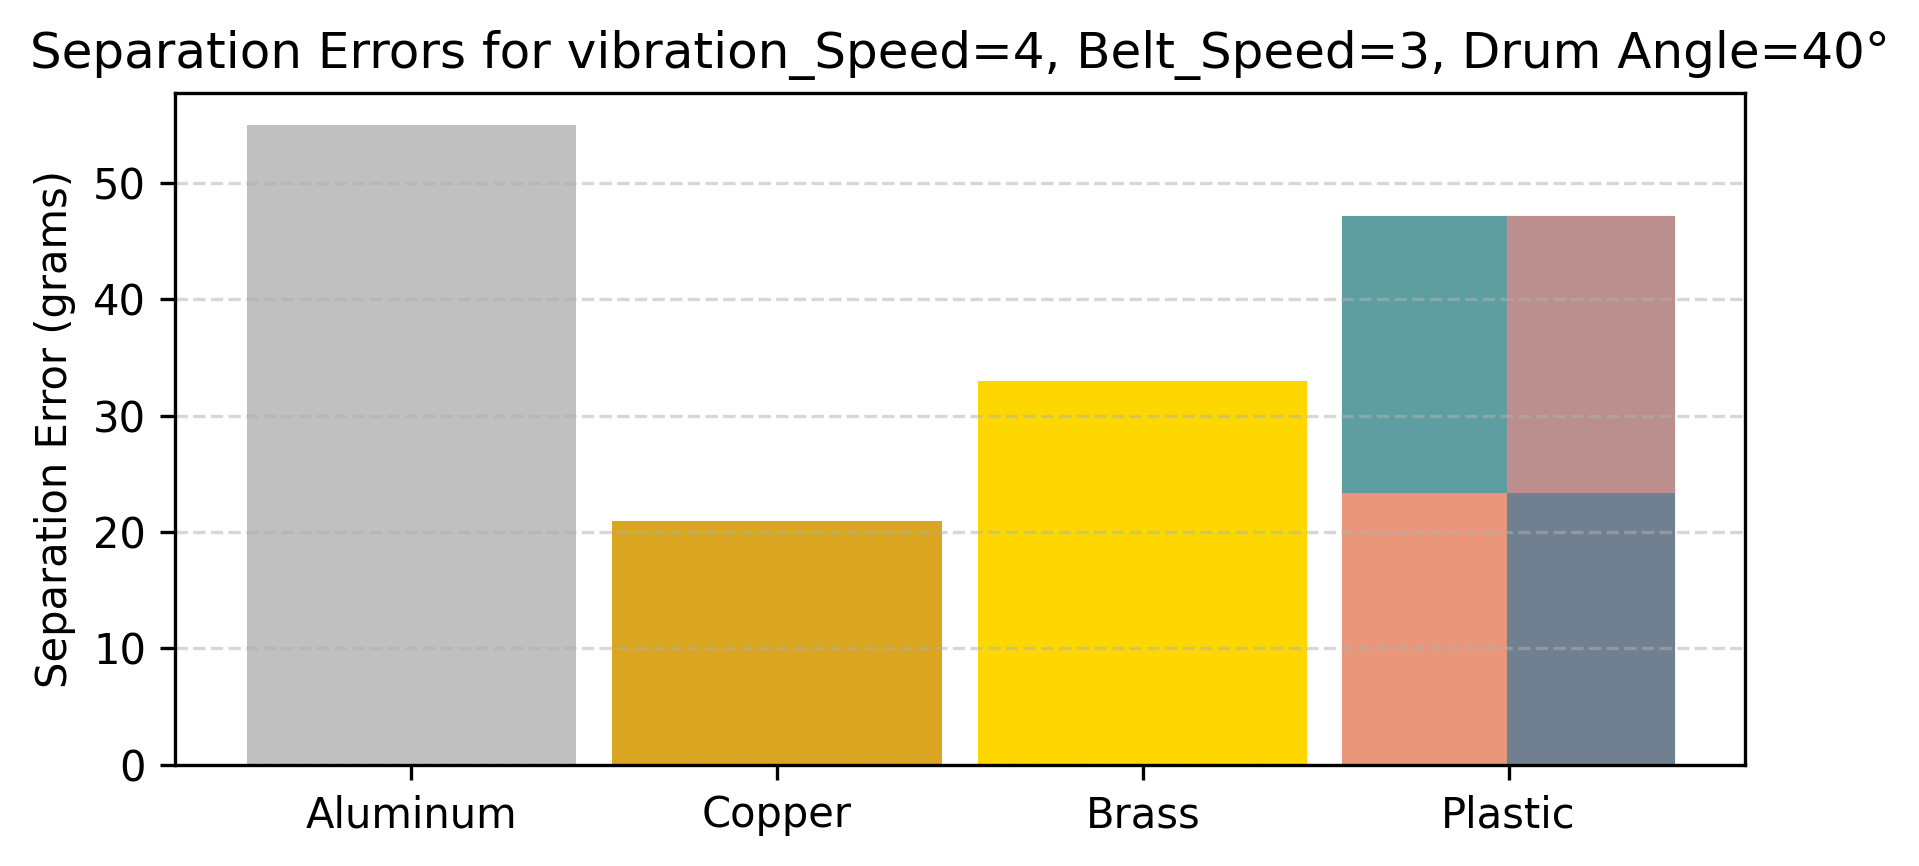 Separation Errors for vibration_Speed=4, Belt_Speed=3, Drum Angle=40°
Separation Error (grams)
50
40
30
20
10
0
Aluminum Copper Brass Plastic